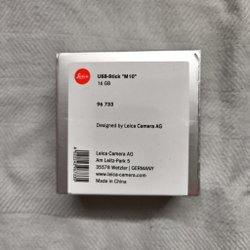 Leica
USB-Stick "M10"
16 GB
96 733
Designed by Leica Camera AG
Leica Camera AG
Am Leitz-Park 5
35578 Wetzlar | GERMANY
www.leica-camera.com
Made in China